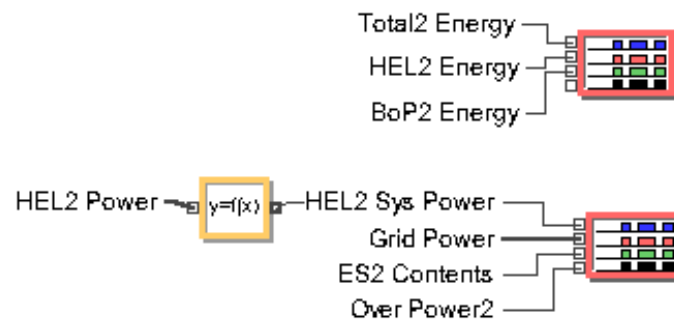 Total2 Energy
HEL2 Energy
BoP2 Energy
HEL2 Power
y=f(x)
HEL2 Sys Power
Grid Power
ES2 Contents
Over Power2